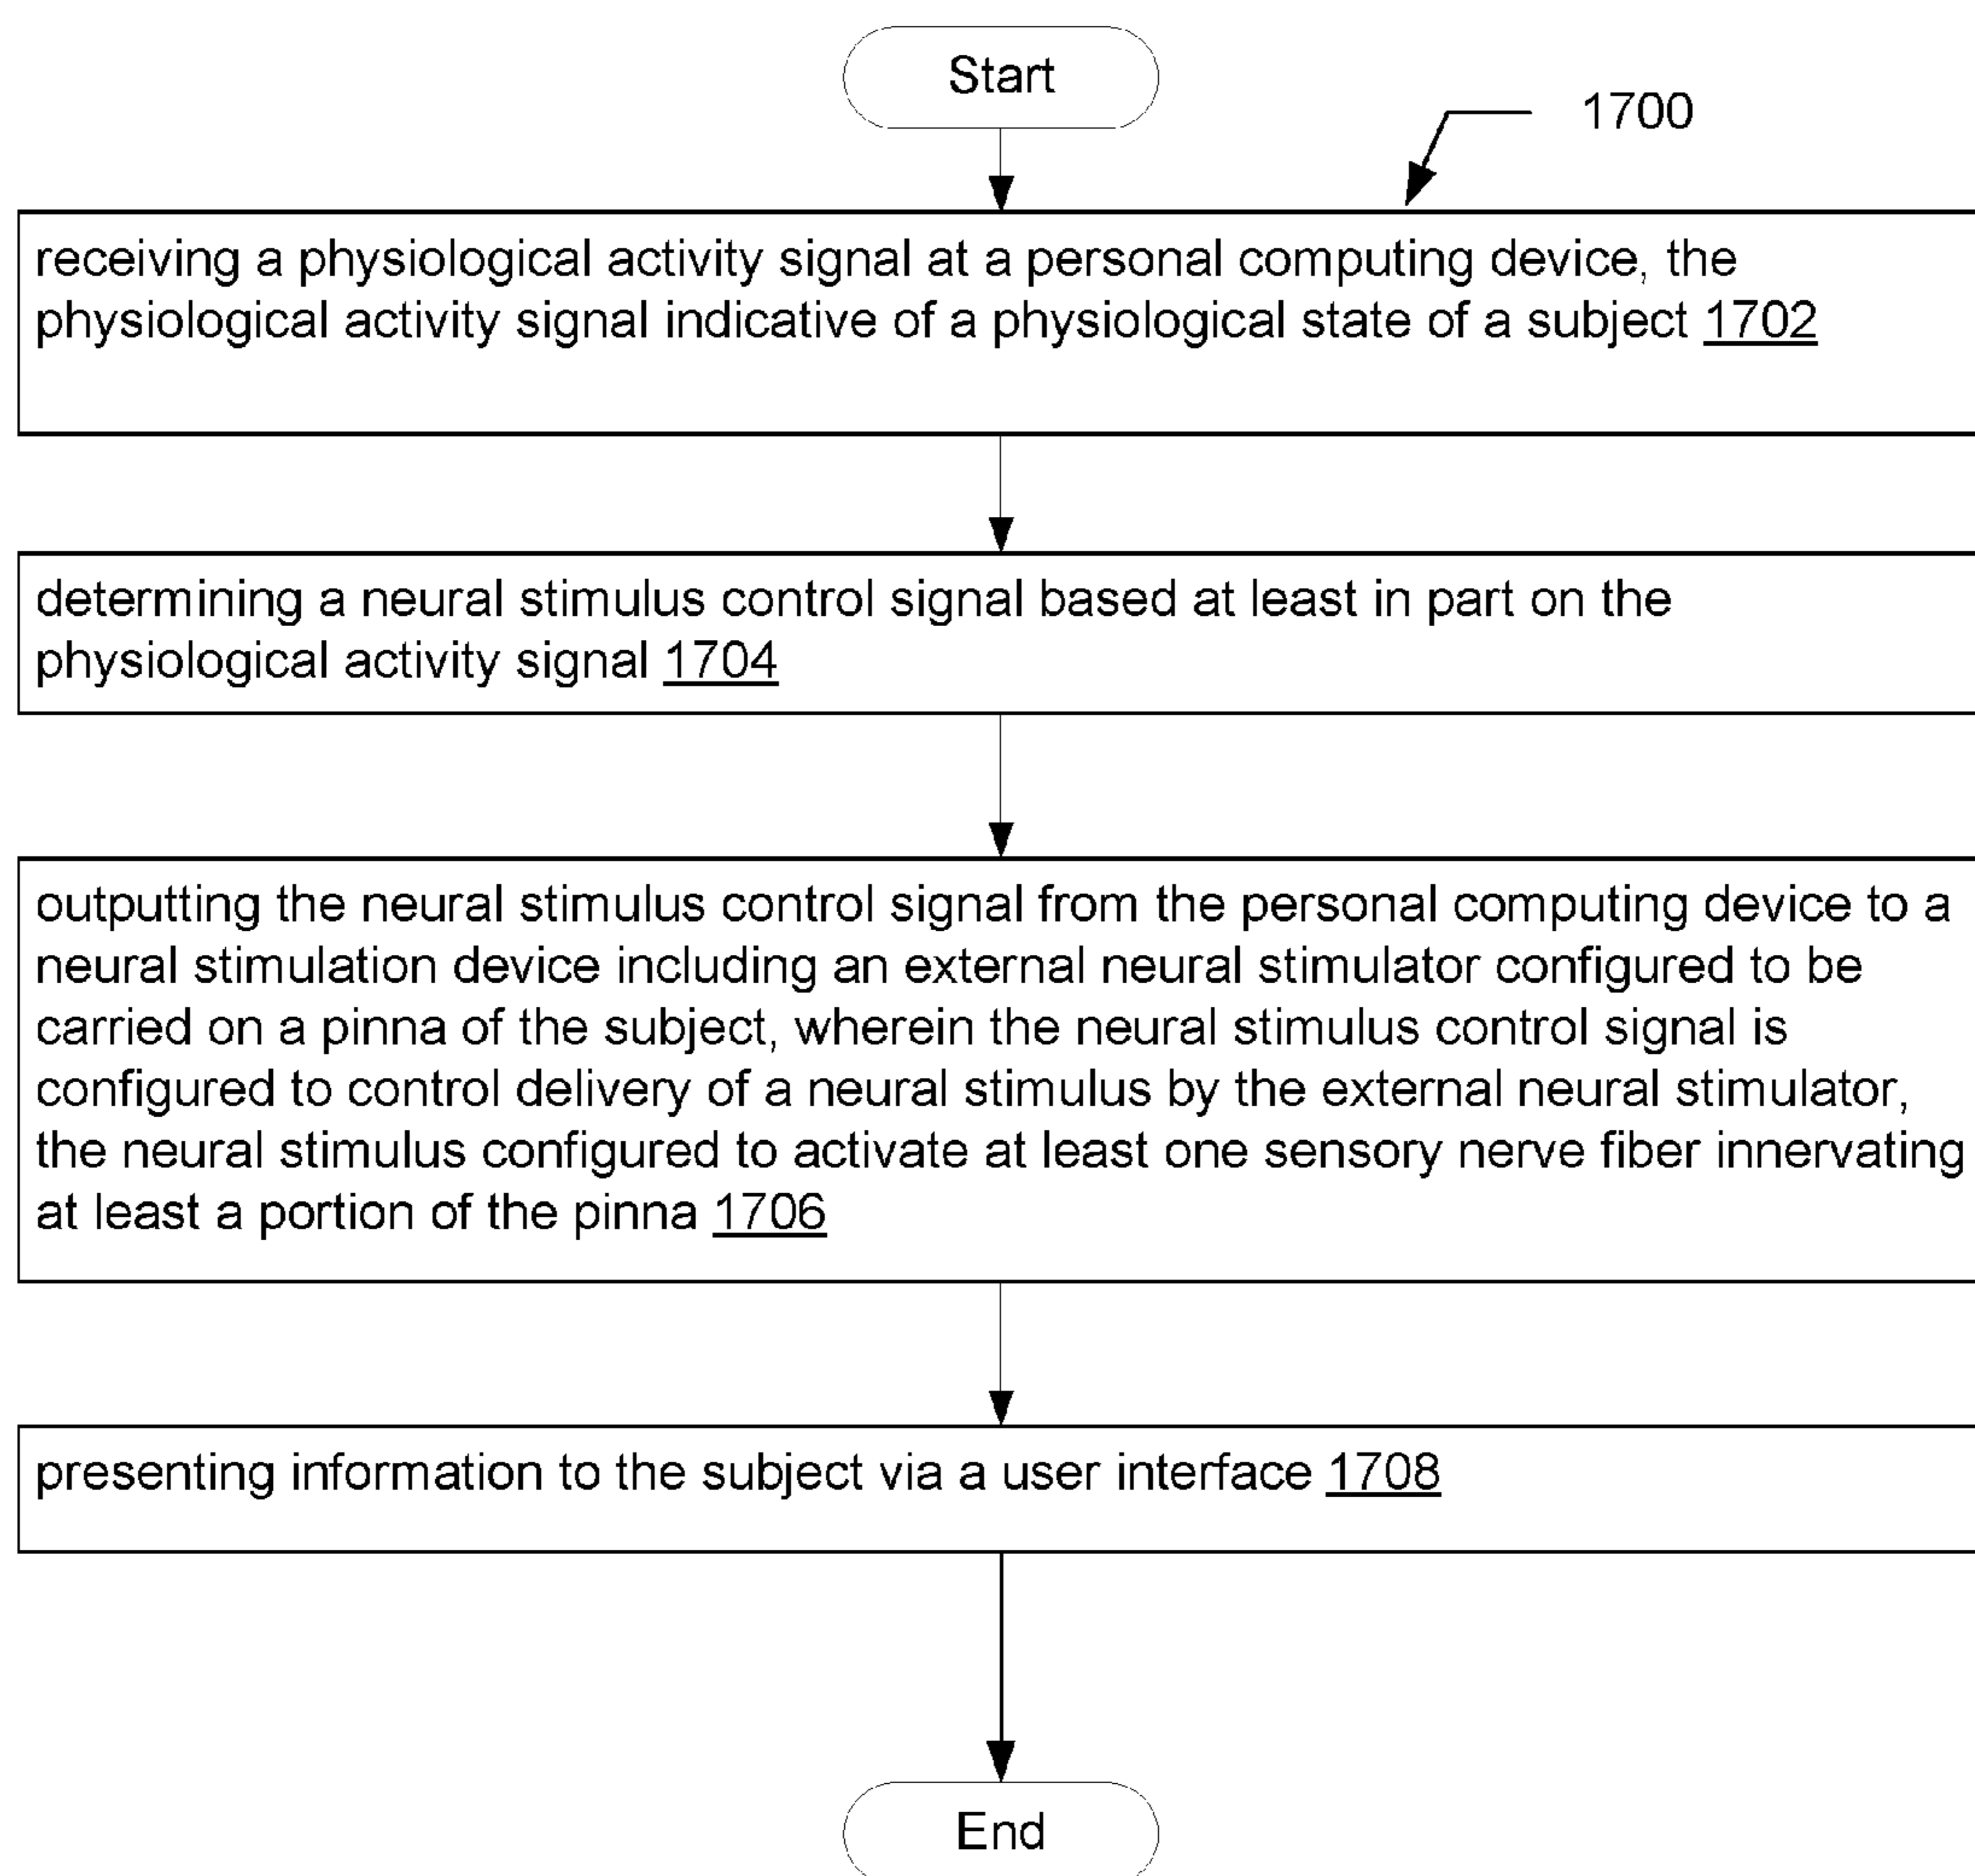 Start
1700
receiving a physiological activity signal at a personal computing device, the
physiological activity signal indicative of a physiological state of a subject 1702
determining a neural stimulus control signal based at least in part on the
physiological activity signal 1704
outputting the neural stimulus control signal from the personal computing device to a
neural stimulation device including an external neural stimulator configured to be
carried on a pinna of the subject, wherein the neural stimulus control signal is
configured to control delivery of a neural stimulus by the external neural stimulator,
the neural stimulus configured to activate at least one sensory nerve fiber innervating
at least a portion of the pinna 1706
presenting information to the subject via a user interface 1708
End